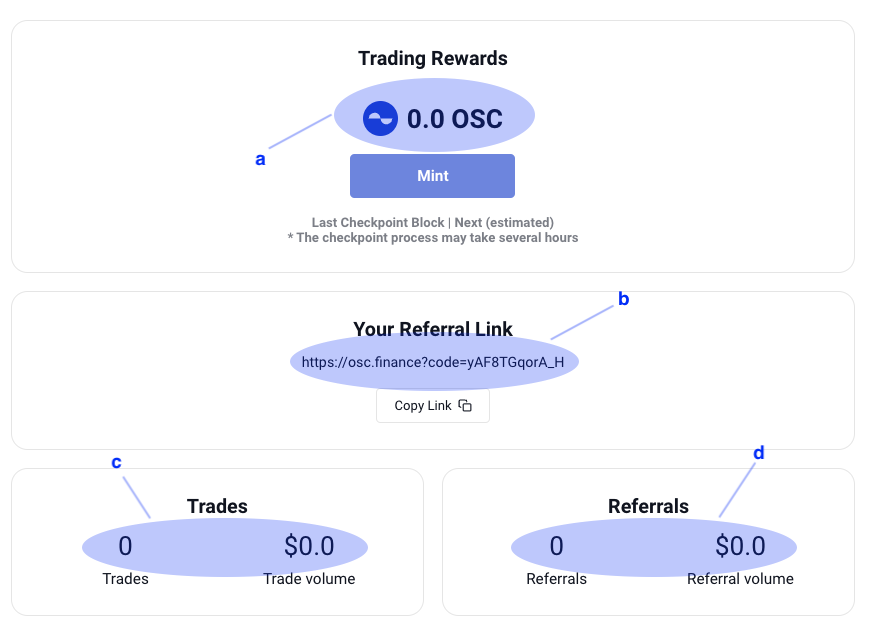 Trading Rewards
0.0 OSC
a
Mint
Last Checkpoint Block | Next (estimated)
* The checkpoint process may take several hours
b
Your Referral Link
https://osc.finance?code=yAF8TGqorA_H
Copy Link
c
d
Trades
0 $0.0
Trades Trade volume
Referrals
0 $0.0
Referrals Referral volume